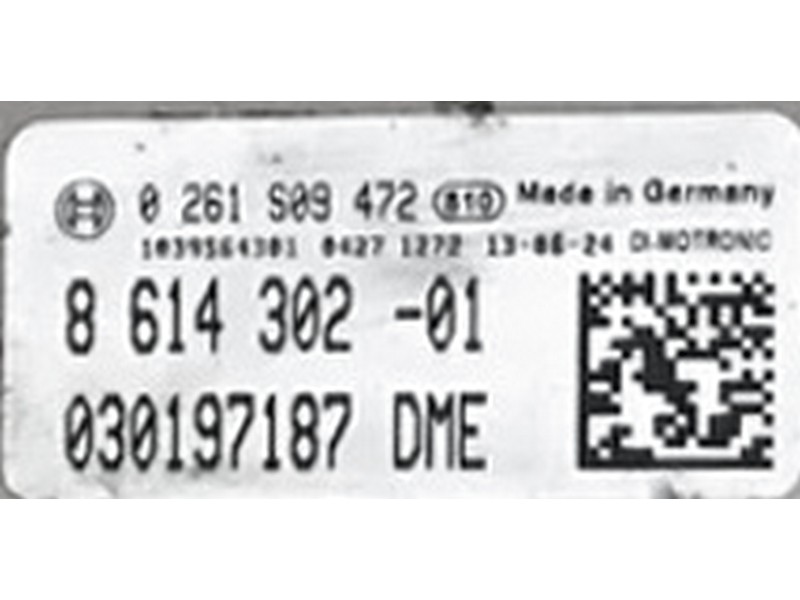 0 261 S09 472 810 Made in Germany
1039S64301 0427 1272 13-06-24 DI-MOTRONIC
8 614 302 -01
030197187 DME